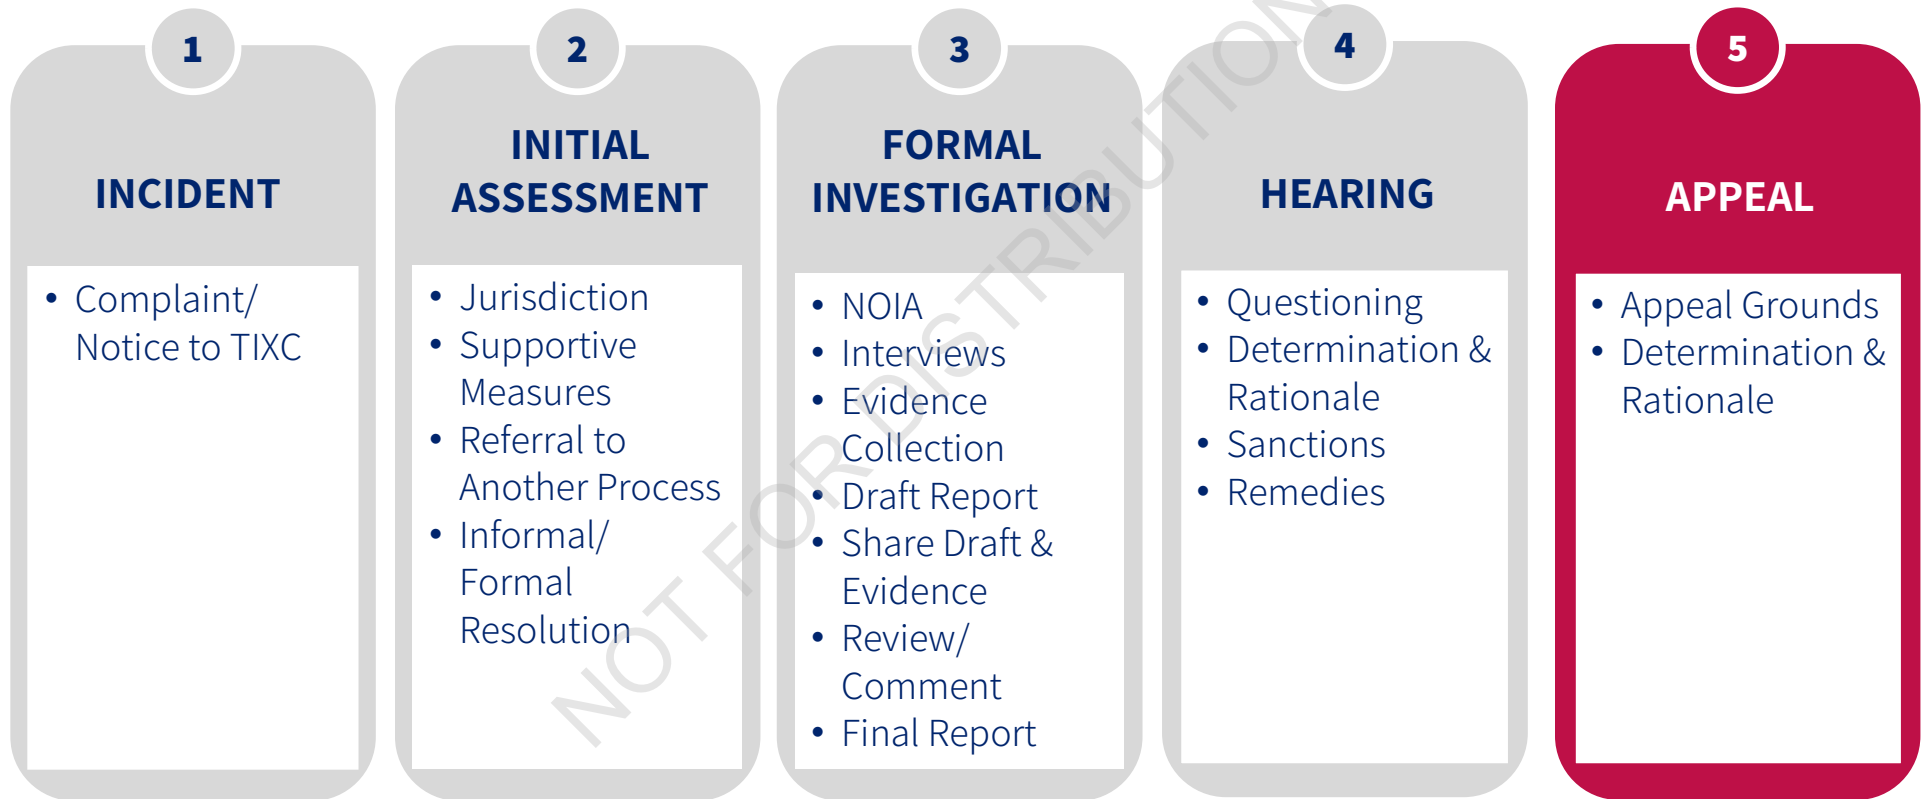 1
INCIDENT
• Complaint/
Notice to TIXC
2
INITIAL
ASSESSMENT
• Jurisdiction
• Supportive
Measures
• Referral to
Another Process
• Informal/
Formal
Resolution
3
FORMAL
INVESTIGATION
• NOIA
• Interviews
• Evidence
Collection
• Draft Report
• Share Draft &
Evidence
• Review/
Comment
• Final Report
4
HEARING
• Questioning
• Determination &
Rationale
• Sanctions
• Remedies
5
APPEAL
• Appeal Grounds
• Determination &
Rationale
NOT FOR DISTRIBUTION